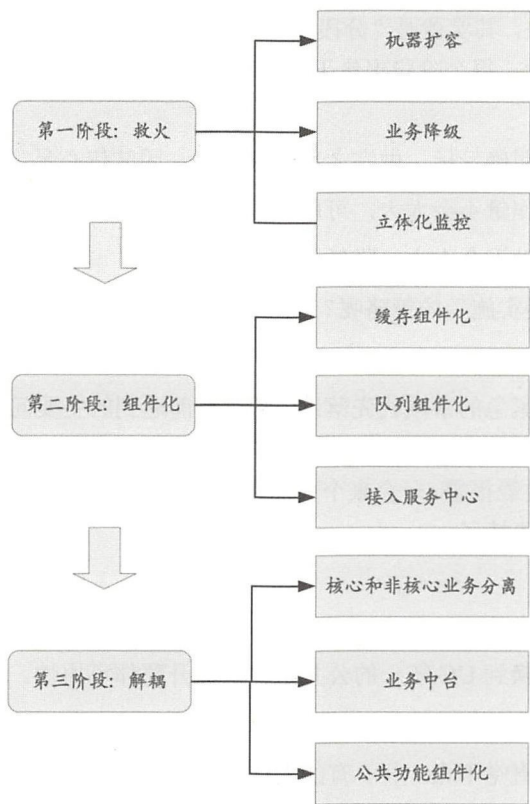 机器扩容
第一阶段：救火
业务降级
立体化监控
缓存组件化
第二阶段：组件化
队列组件化
接入服务中心
核心和非核心业务分离
第三阶段：解耦
业务中台
公共功能组件化